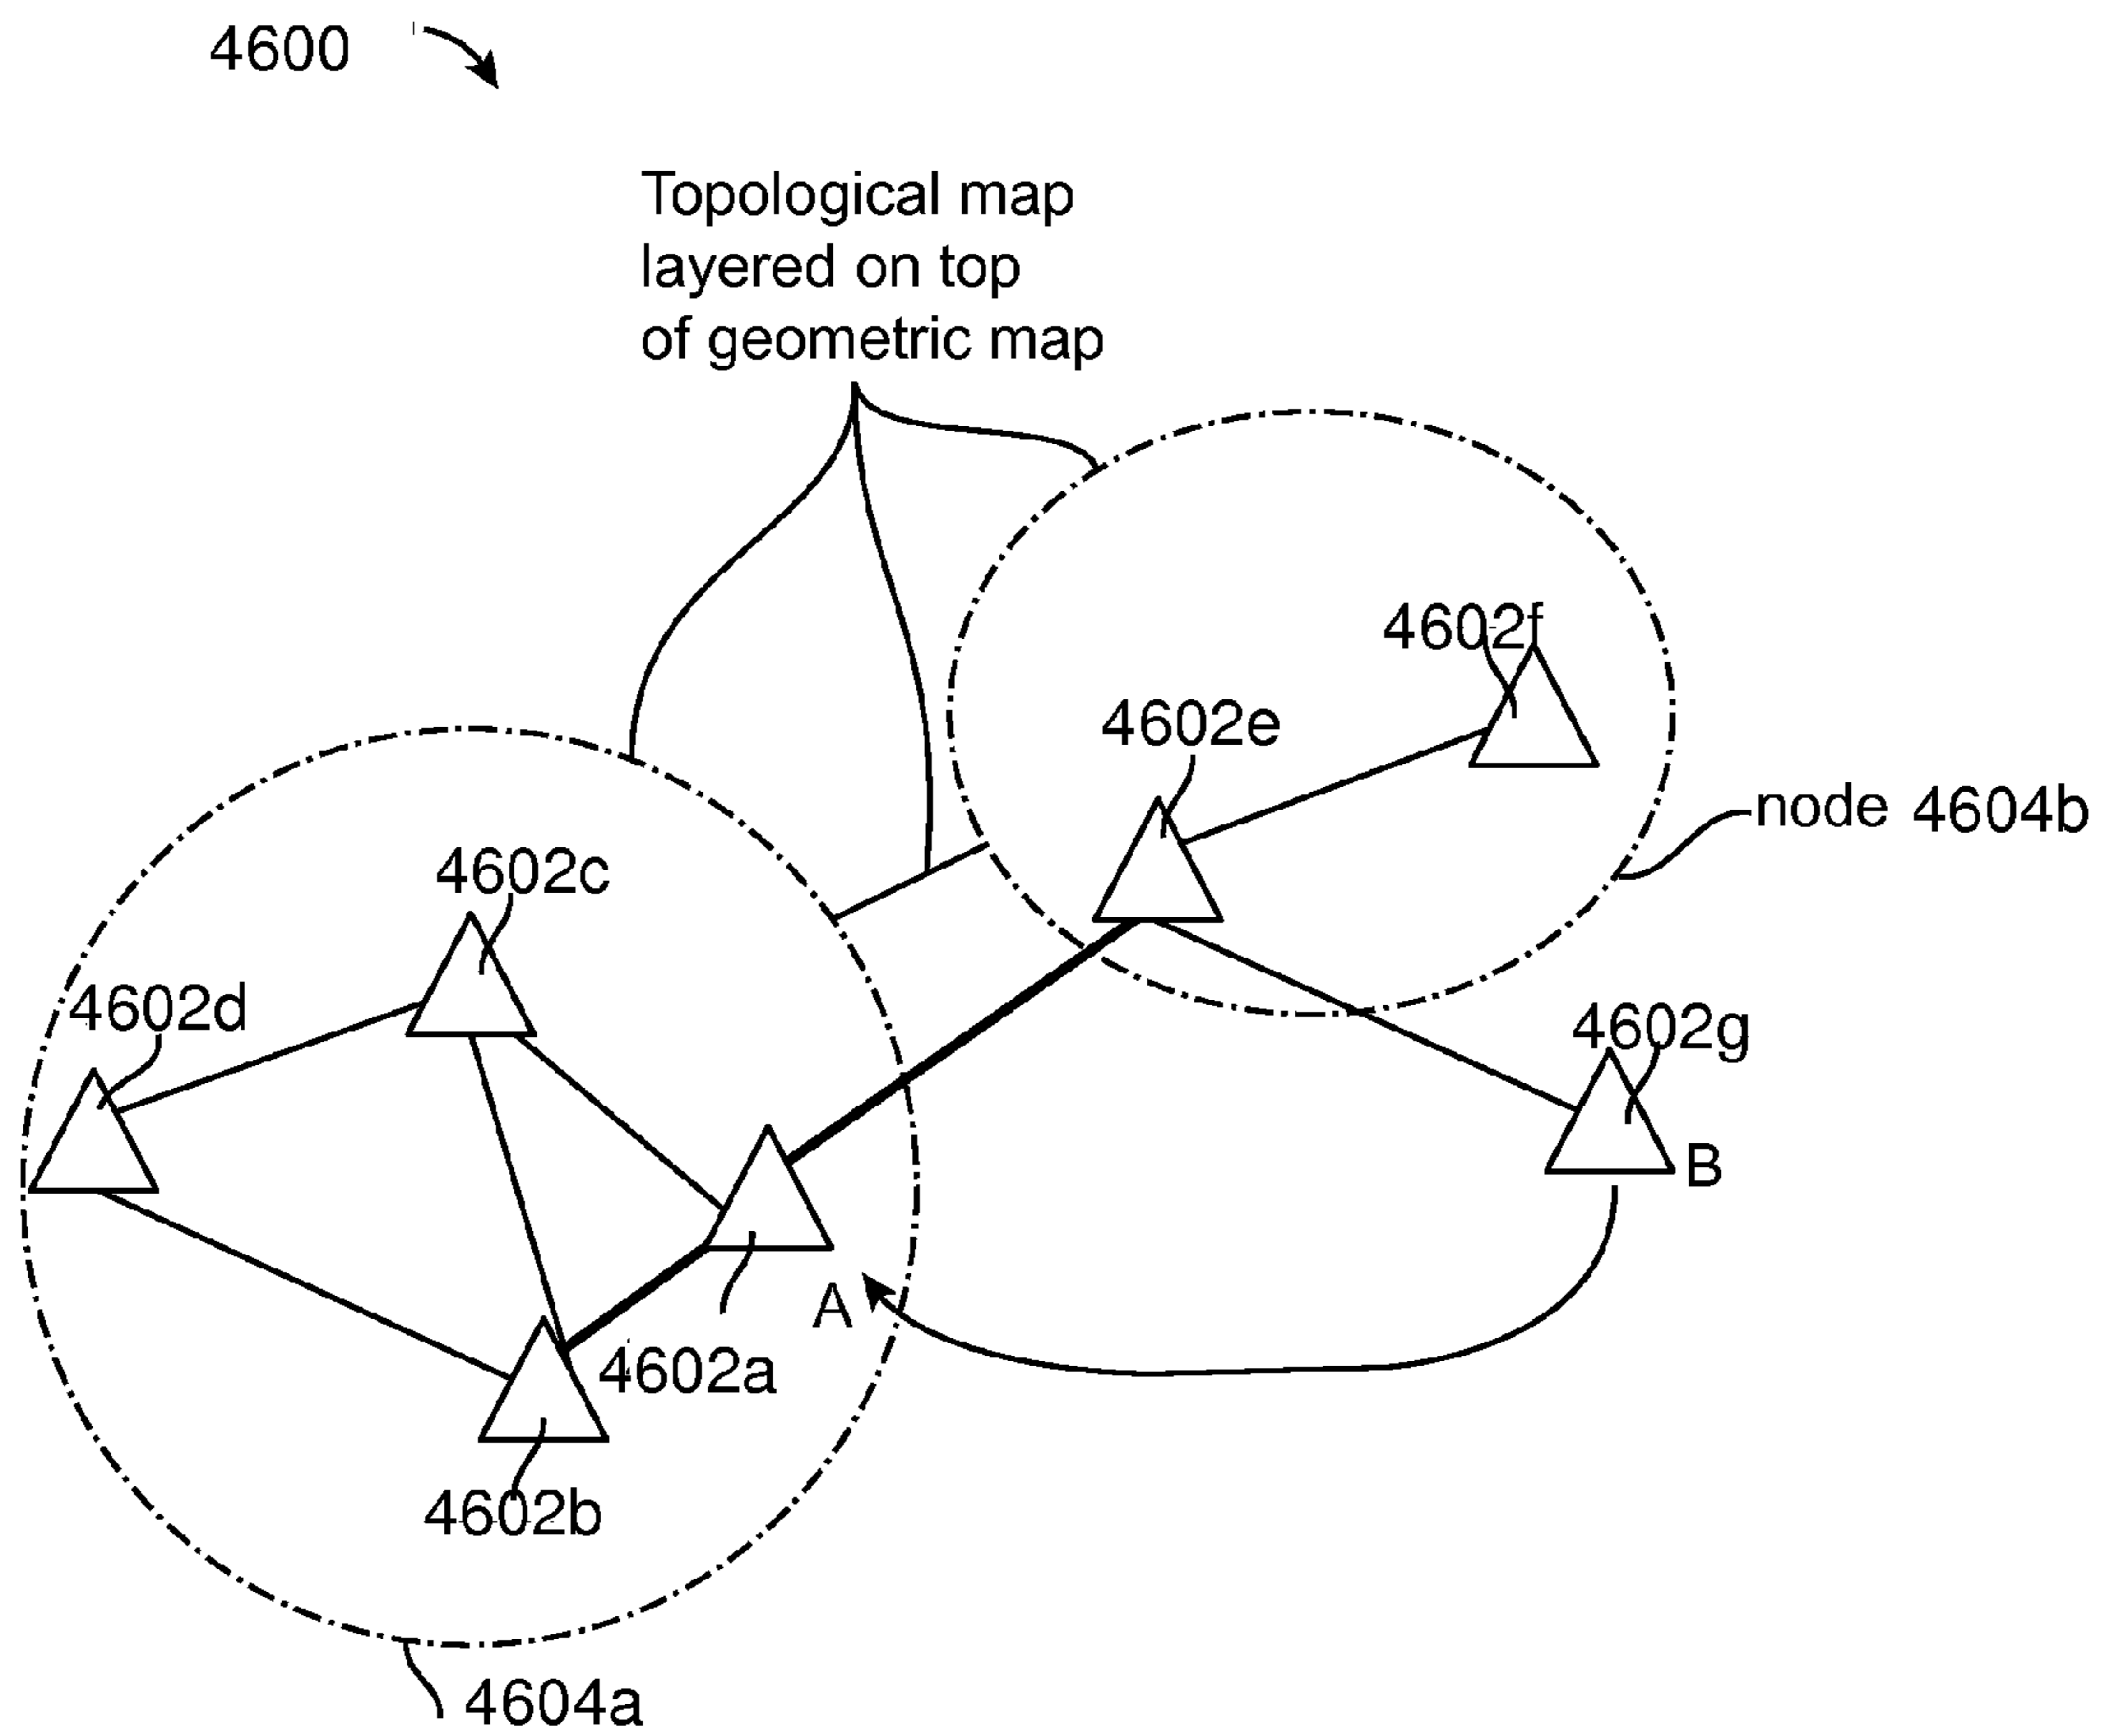 4600
Topological map
layered on top
of geometric map
4602f
4602e
node 4604b
4602c
4602d
4602g
B
A
4602a
4602b
4604a